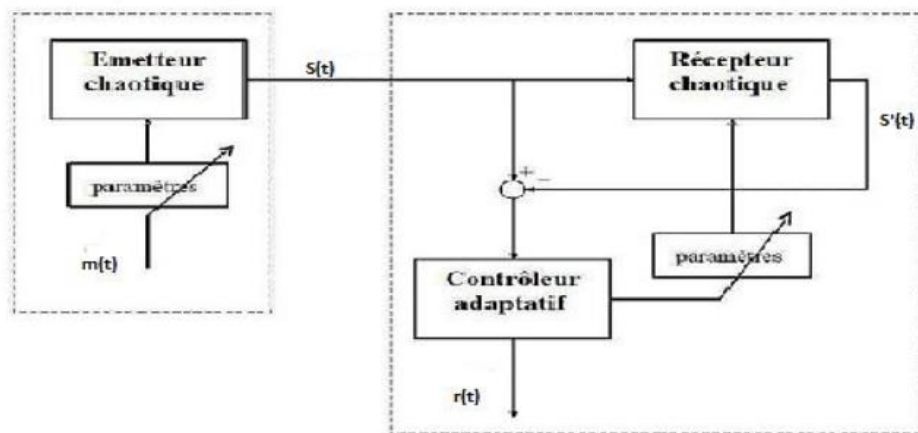 Emetteur
chaotique
S(t)
Récepteur
chaotique
S'(t)
+
-
paramètres
m(t)
paramètres
Contrôleur
adaptatif
r(t)